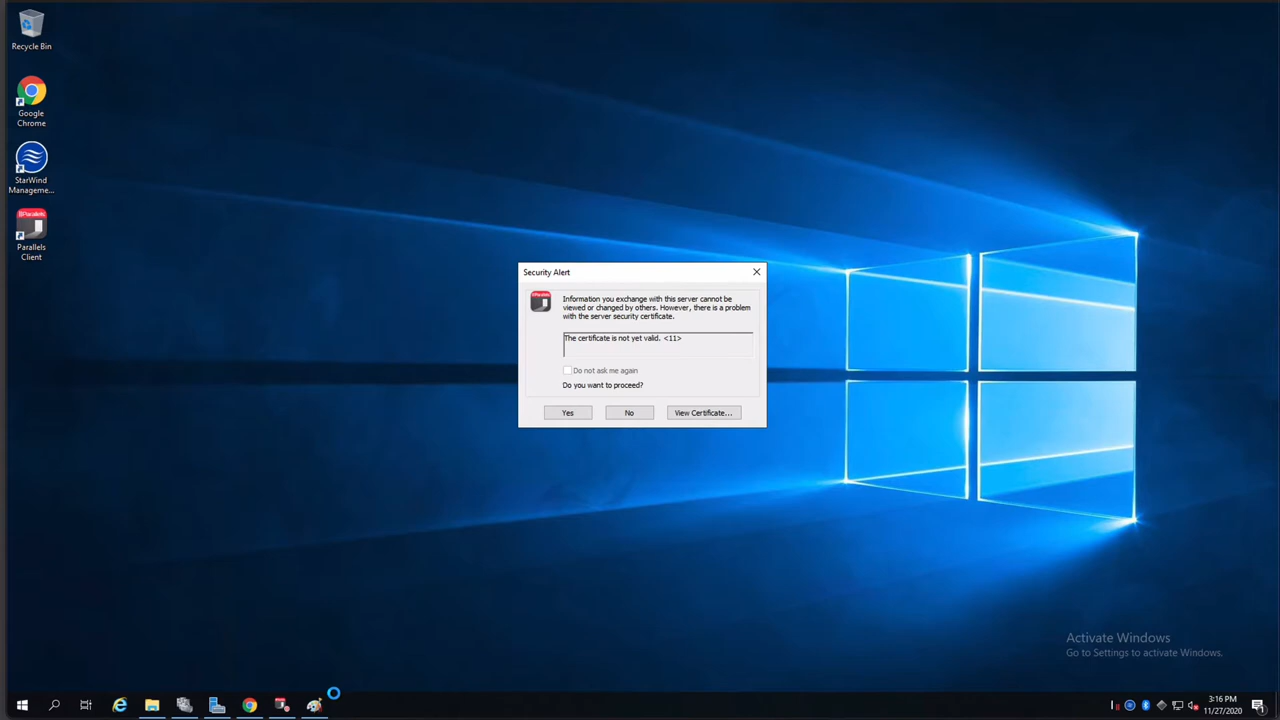 Recycle Bin
Google
Chrome
StarWind
Manageme...
Parallels
Parallels
Client
Security Alert
Parallels
Information you exchange with this server cannot be
viewed or changed by others. However, there is a problem
with the server security certificate.
The certificate is not yet valid. <11>
Do not ask me again
Do you want to proceed?
Yes
No
View Certificate...
Activate Windows
Go to Settings to activate Windows.
3:16 PM
11/27/2020
1